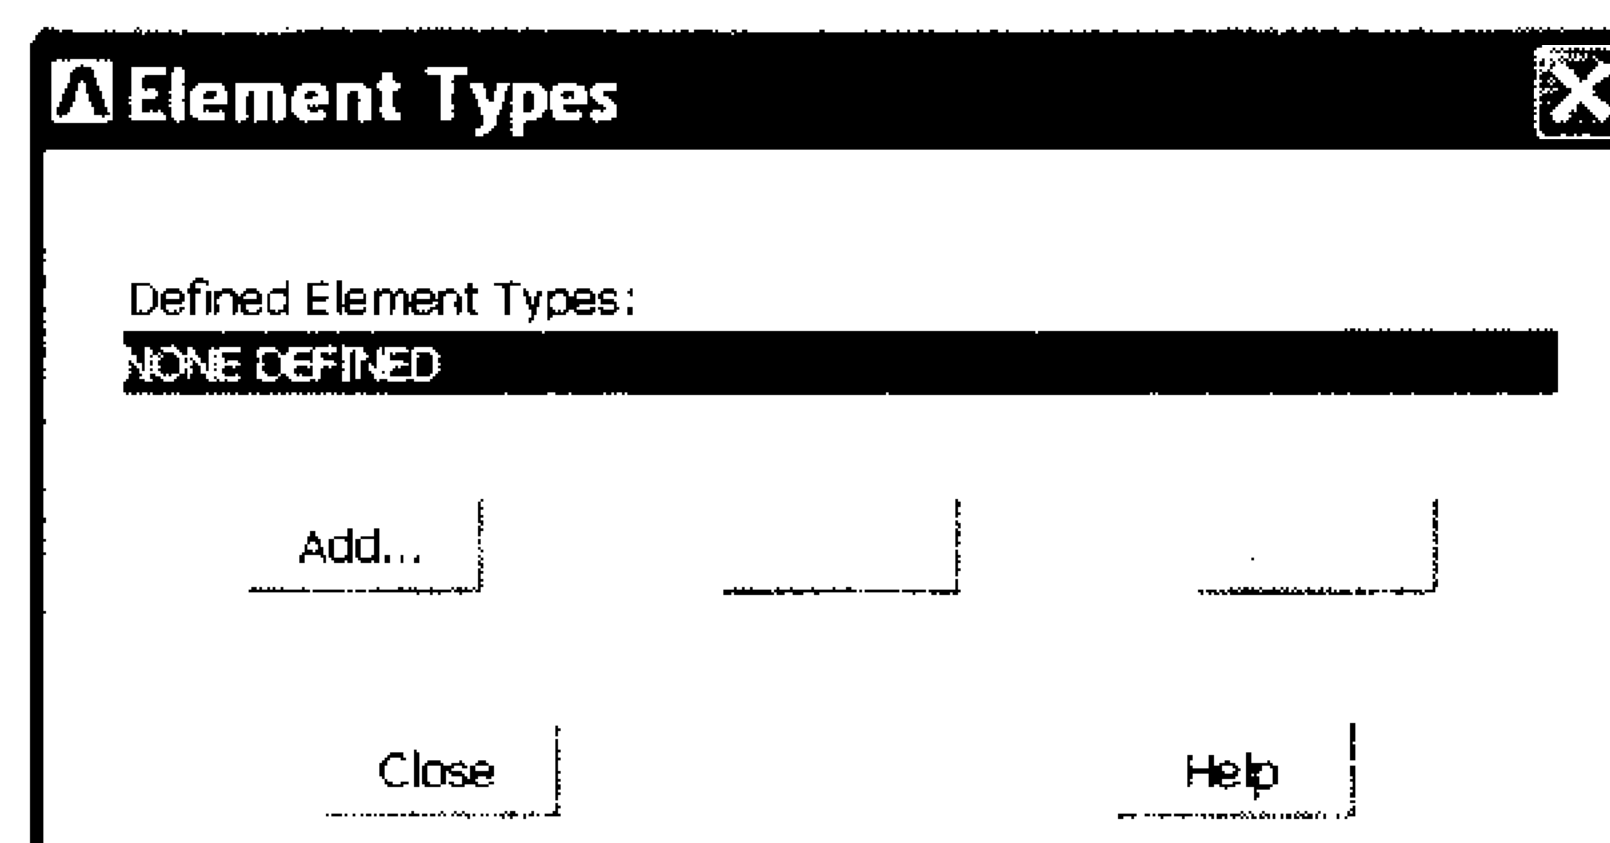 Element Types
Defined Element Types:
NONE DEFINED
Add...
Close Help